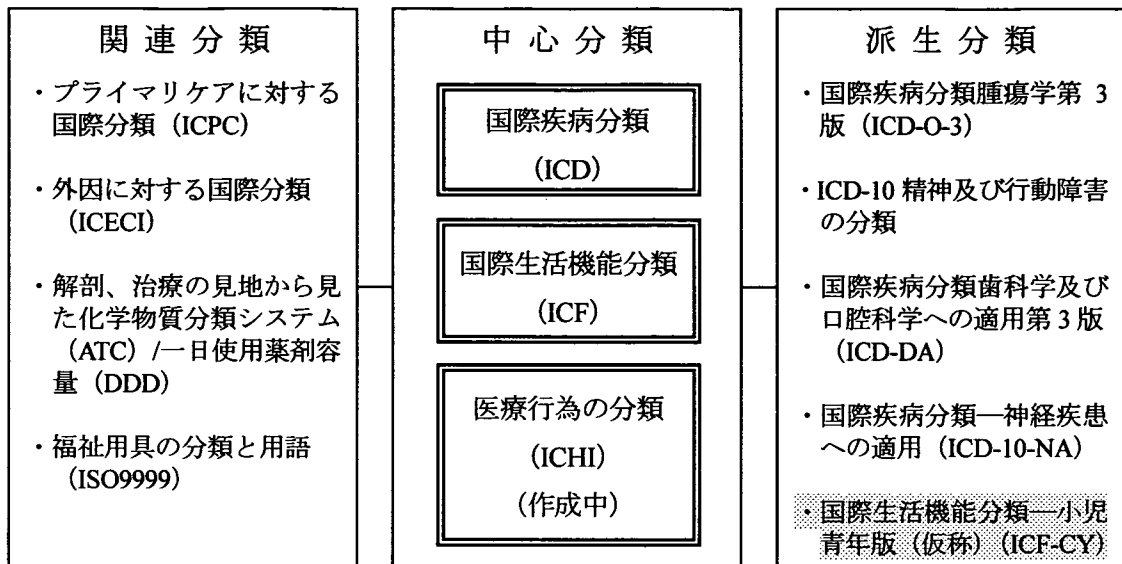 関連分類
・プライマリケアに対する
国際分類（ICPC）
・外因に対する国際分類
（ICECI）
・解剖、治療の見地から見
た化学物質分類システム
（ATC）/一日使用薬剤容
量（DDD）
・福祉用具の分類と用語
（ISO9999）
中心分類
国際疾病分類
（ICD）
国際生活機能分類
（ICF）
医療行為の分類
（ICHI）
（作成中）
派生分類
・国際疾病分類腫瘍学第 3
版（ICD-O-3）
・ICD-10 精神及び行動障害
の分類
・国際疾病分類歯科学及び
口腔科学への適用第 3 版
（ICD-DA）
・国際疾病分類―神経疾患
への適用（ICD-10-NA）
・国際生活機能分類―小児
青年版（仮称）（ICF-CY）